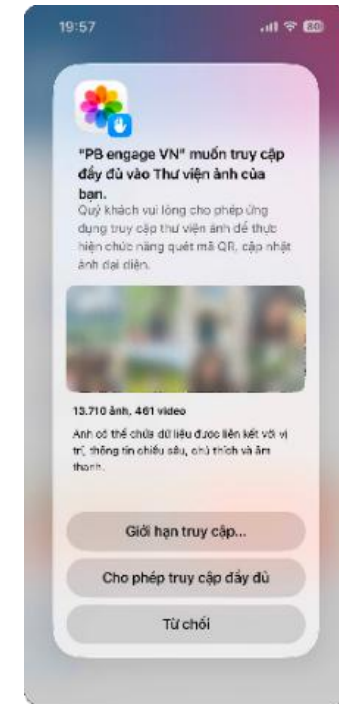 19:57
80
"PB engage VN" muốn truy cập
đầy đủ vào Thư viện ảnh của
bạn.
Quý khách vui lòng cho phép ứng
dụng truy cập thư viện ảnh để thực
hiện chức năng quét mã QR, cập nhật
ảnh đại diện.
13.710 ảnh, 461 video
Ảnh có thể chứa dữ liệu được liên kết với vị
trí, thông tin chiều sâu, chú thích và âm
thanh.
Giới hạn truy cập...
Cho phép truy cập đầy đủ
Từ chối